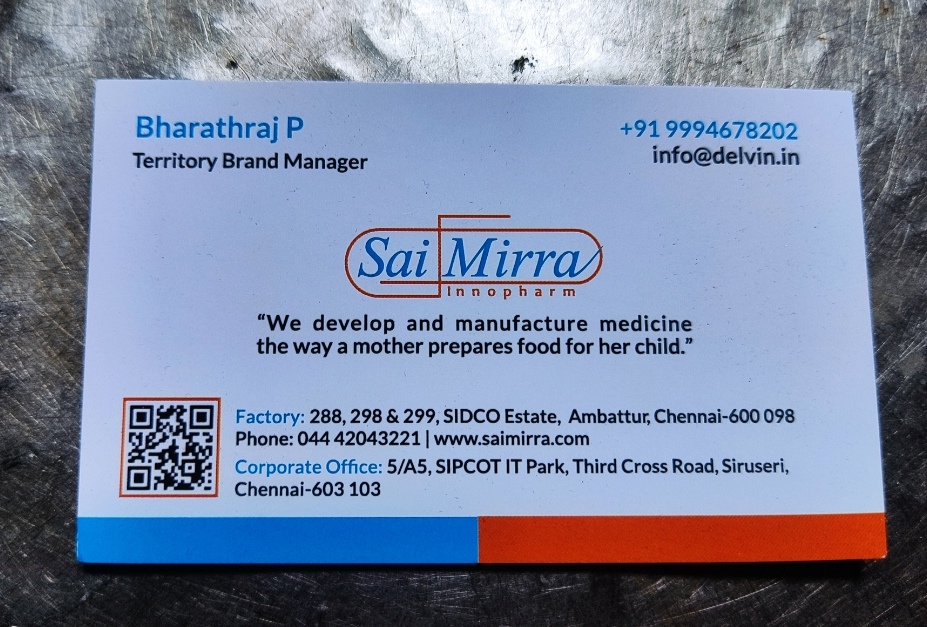 Bharathraj P
Territory Brand Manager
+91 9994678202
info@delvin.in
Sai Mirra
Innopharm
“We develop and manufacture medicine
the way a mother prepares food for her child.”
Factory: 288, 298 & 299, SIDCO Estate, Ambattur, Chennai-600 098
Phone: 044 42043221 | www.saimirra.com
Corporate Office: 5/A5, SIPCOT IT Park, Third Cross Road, Siruseri,
Chennai-603 103